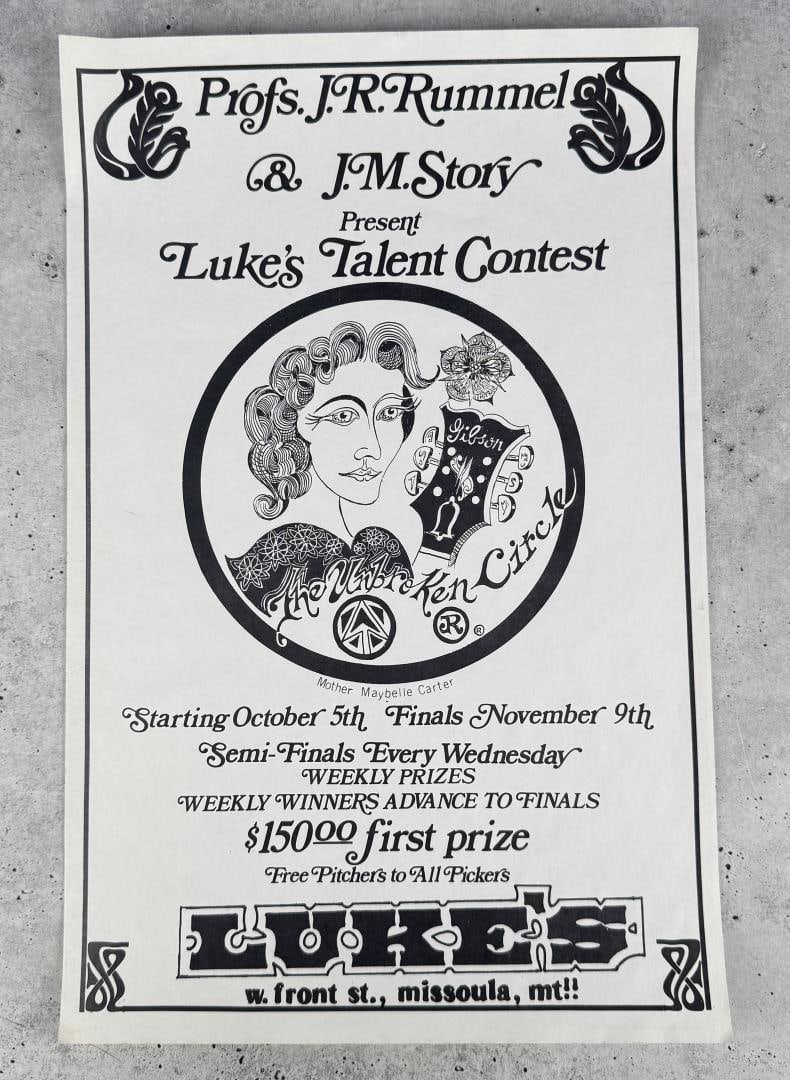 Profs. J.R. Rummel
& J.M. Story
Present
Luke's Talent Contest
Gibson
The Unbroken Circle
R ®
Mother Maybelle Carter
Starting October 5th Finals November 9th
Semi-Finals Every Wednesday
WEEKLY PRIZES
WEEKLY WINNERS ADVANCE TO FINALS
$150.00 first prize
Free Pitchers to All Pickers
LUKE'S
w. front st., missoula, mt!!